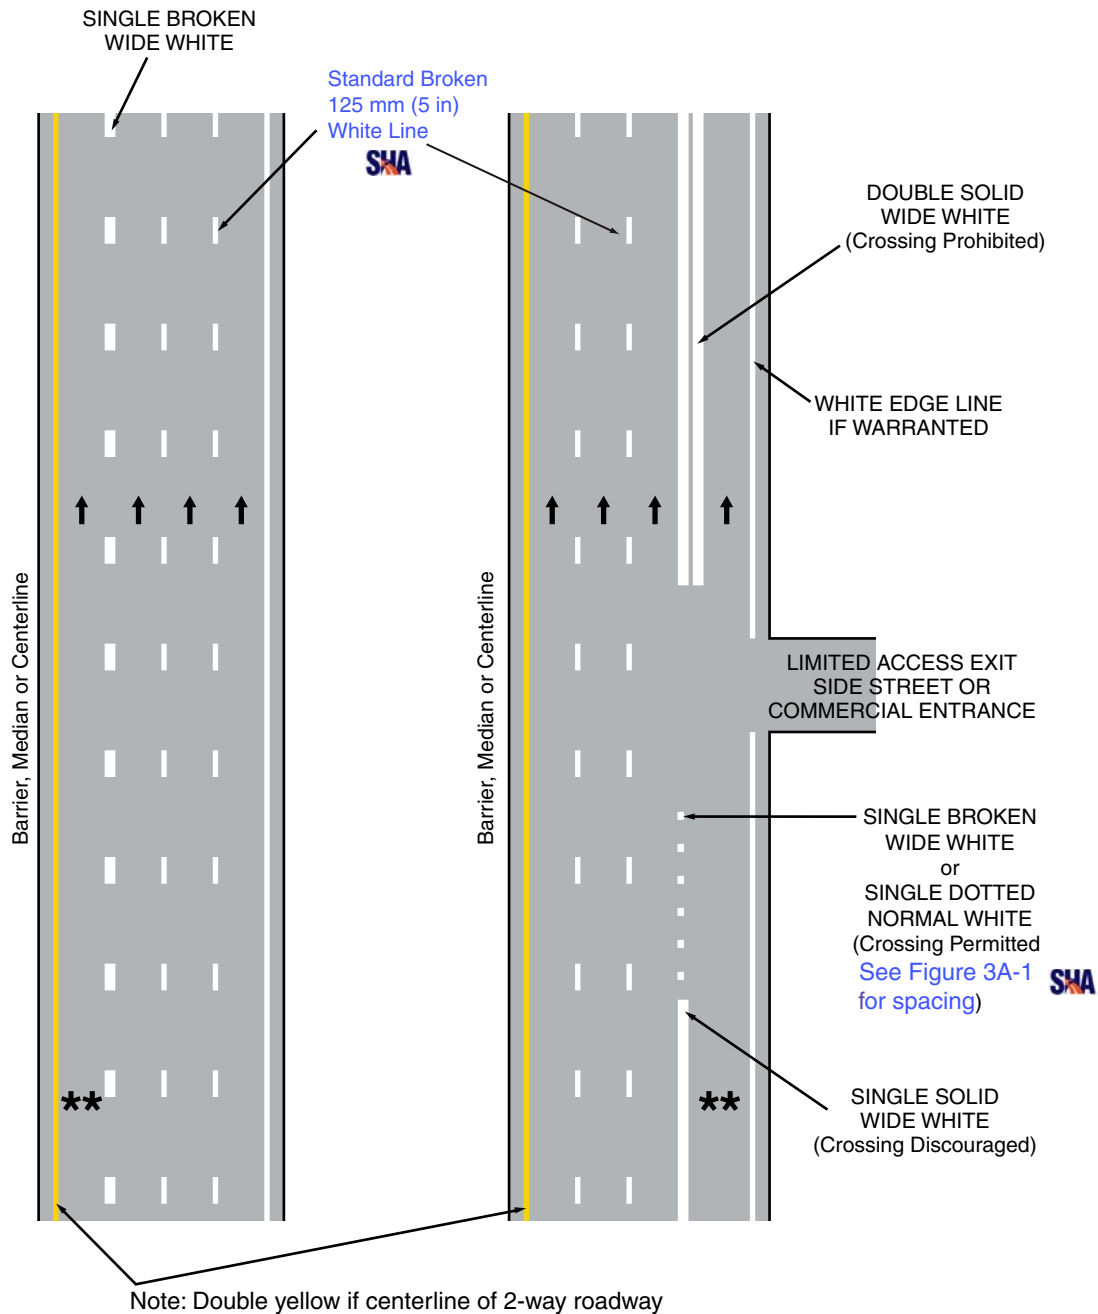 SINGLE BROKEN
WIDE WHITE
Standard Broken
125 mm (5 in)
White Line
SHA
DOUBLE SOLID
WIDE WHITE
(Crossing Prohibited)
WHITE EDGE LINE
IF WARRANTED
Barrier, Median or Centerline
Barrier, Median or Centerline
LIMITED ACCESS EXIT
SIDE STREET OR
COMMERCIAL ENTRANCE
SINGLE BROKEN
WIDE WHITE
or
SINGLE DOTTED
NORMAL WHITE
(Crossing Permitted
See Figure 3A-1
for spacing)
SHA
**
**
SINGLE SOLID
WIDE WHITE
(Crossing Discouraged)
Note: Double yellow if centerline of 2-way roadway